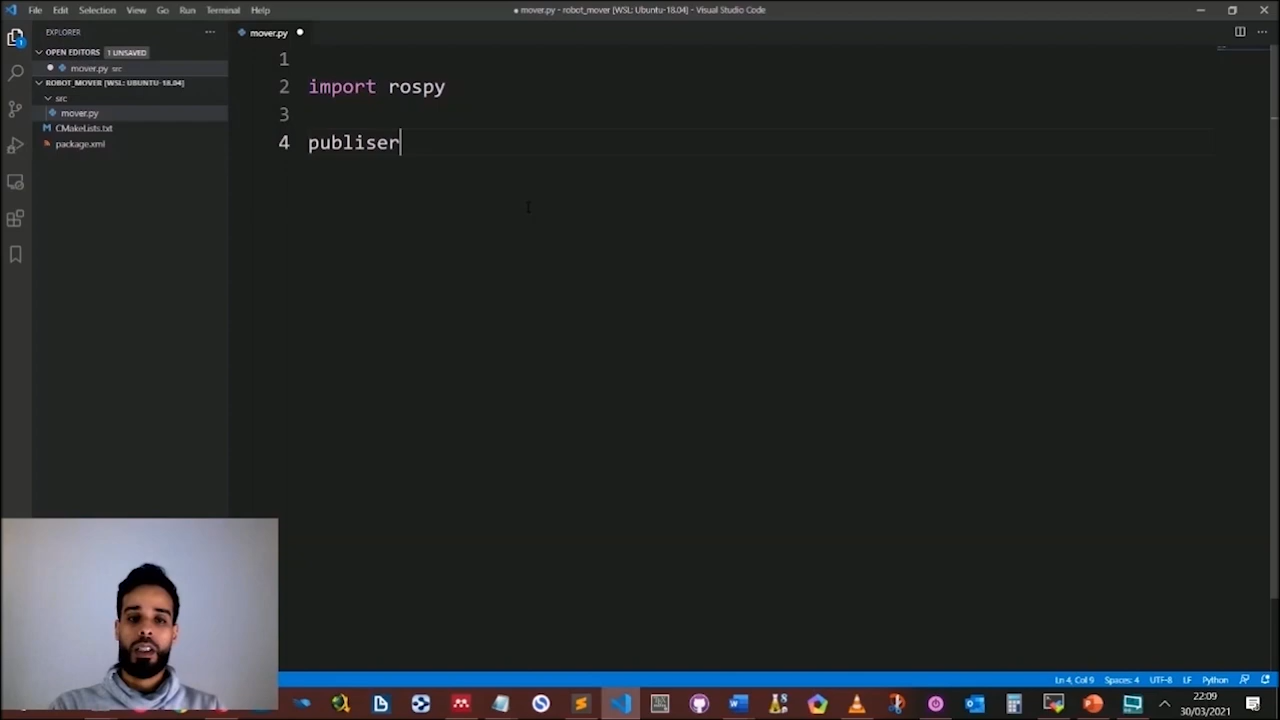 File Edit Selection View Go Run Terminal Help
● mover.py - robot_mover [WSL: Ubuntu-18.04] - Visual Studio Code
EXPLORER
OPEN EDITORS 1 UNSAVED
mover.py src
ROBOT_MOVER [WSL: UBUNTU-18.04]
src
mover.py
CMakeLists.txt
package.xml
mover.py
1
2 import rospy
3
4 publiser
Ln 4, Col 9 Spaces: 4 UTF-8 LF Python
22:09
30/03/2021